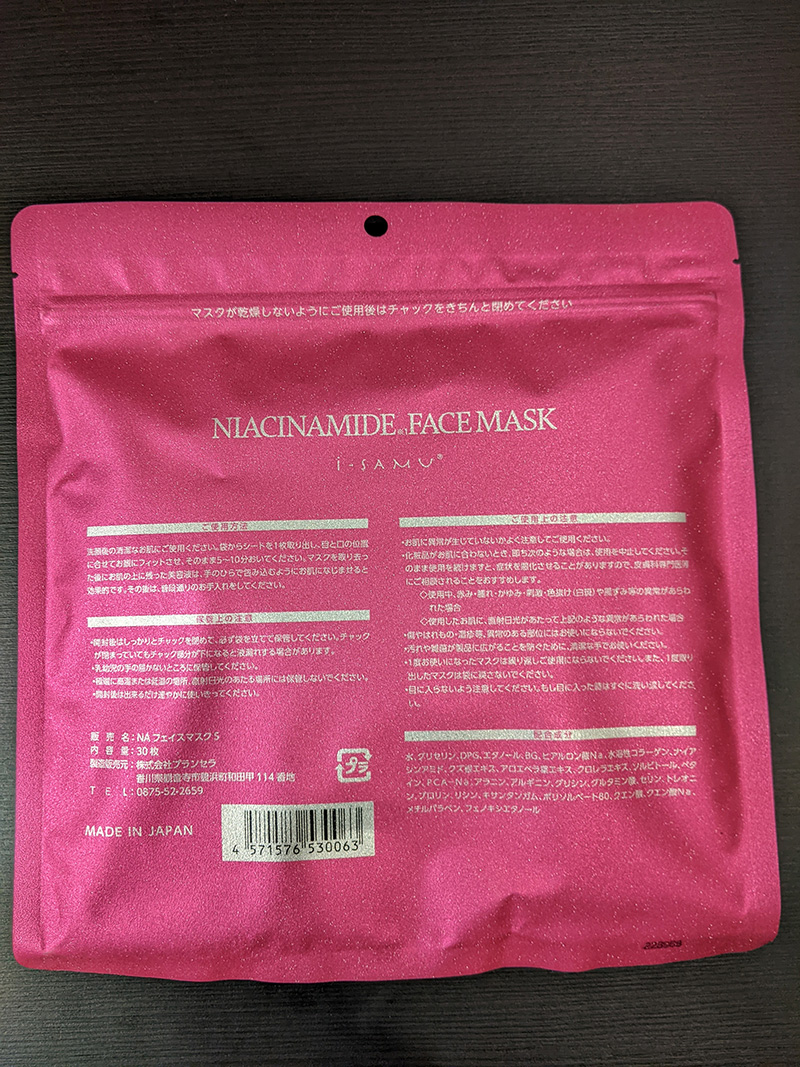 マスクが乾燥しないようにご使用後はチャックをきちんと閉めてください
NIACINAMIDE※1 FACE MASK
i-SAMU®
ご使用方法
洗顔後の清潔なお肌にご使用ください。袋からシートを1枚取り出し、目と口の位置
に合せてお顔にフィットさせ、そのまま5〜10分おいてください。マスクを取り去っ
た後にお肌の上に残った美容液は、手のひらで包み込むようにお肌になじませると
効果的です。その後は、普段通りのお手入れをしてください。
保管上の注意
・開封後はしっかりとチャックを閉めて、必ず袋を立てて保管してください。チャック
が閉まっていてもチャック部分が下になると液漏れする場合があります。
・乳幼児の手の届かないところに保管してください。
・極端に高温または低温の場所、直射日光のあたる場所には保管しないでください。
・開封後は出来るだけ速やかに使いきってください。
販売名:NAフェイスマスクS
内容量:30枚
製造販売元:株式会社プランセラ
香川県観音寺市豊浜町和田甲114番地
TEL:0875-52-2659
プラ
MADE IN JAPAN
4 571576 530063
ご使用上の注意
・お肌に異常が生じていないかよく注意してご使用ください。
・化粧品がお肌に合わないとき、即ち次のような場合は、使用を中止してください。そ
のまま使用を続けますと、症状を悪化させることがありますので、皮膚科専門医等
にご相談されることをおすすめします。
◇使用中、赤み・腫れ・かゆみ・刺激・色抜け(白斑)や黒ずみ等の異常があらわ
れた場合
◇使用したお肌に、直射日光があたって上記のような異常があらわれた場合
・傷やはれもの・湿疹等、異常のある部位にはお使いにならないでください。
・汚れや雑菌が製品に広がることを防ぐために、清潔な手でお使いください。
・1度お使いになったマスクは繰り返しご使用にならないでください。また、1度取り
出したマスクは袋に戻さないでください。
・目に入らないよう注意してください。もし目に入った時はすぐに洗い流してくださ
い。
配合成分
水、グリセリン、DPG、エタノール、BG、ヒアルロン酸Na、水溶性コラーゲン、ナイア
シンアミド、クズ根エキス、アロエベラ葉エキス、クロレラエキス、ソルビトール、ベタ
イン、PCA-Na、アラニン、アルギニン、グリシン、グルタミン酸、セリン、トレオニ
ン、プロリン、リシン、キサンタンガム、ポリソルベート80、クエン酸、クエン酸Na、
メチルパラベン、フェノキシエタノール